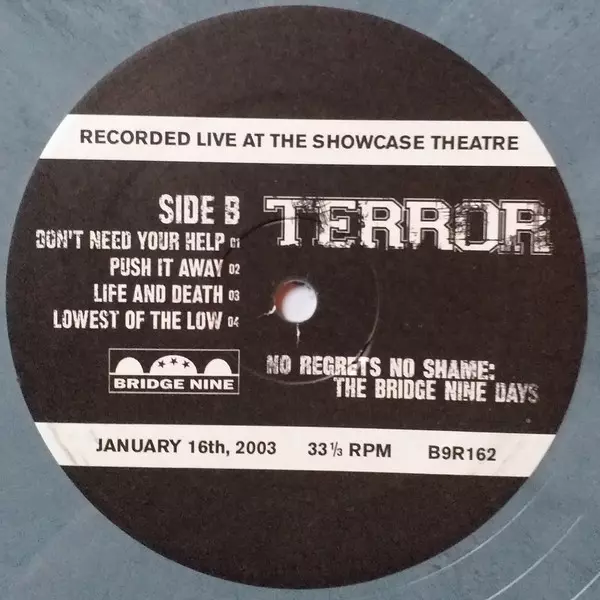 RECORDED LIVE AT THE SHOWCASE THEATRE
SIDE B
DON'T NEED YOUR HELP 01
PUSH IT AWAY 02
LIFE AND DEATH 03
LOWEST OF THE LOW 04
BRIDGE NINE
TERROR
NO REGRETS NO SHAME:
THE BRIDGE NINE DAYS
JANUARY 16th, 2003 33 1/3 RPM B9R162